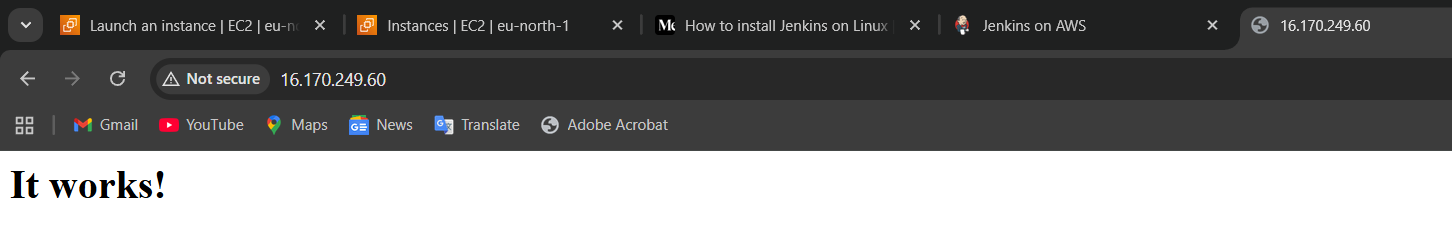 Launch an instance | EC2 | eu-n
Instances | EC2 | eu-north-1
How to install Jenkins on Linux
Jenkins on AWS
16.170.249.60
Not secure
16.170.249.60
Gmail
YouTube
Maps
News
Translate
Adobe Acrobat
It works!